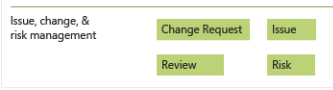 Issue, change, &
risk management
Change Request
Issue
Review
Risk